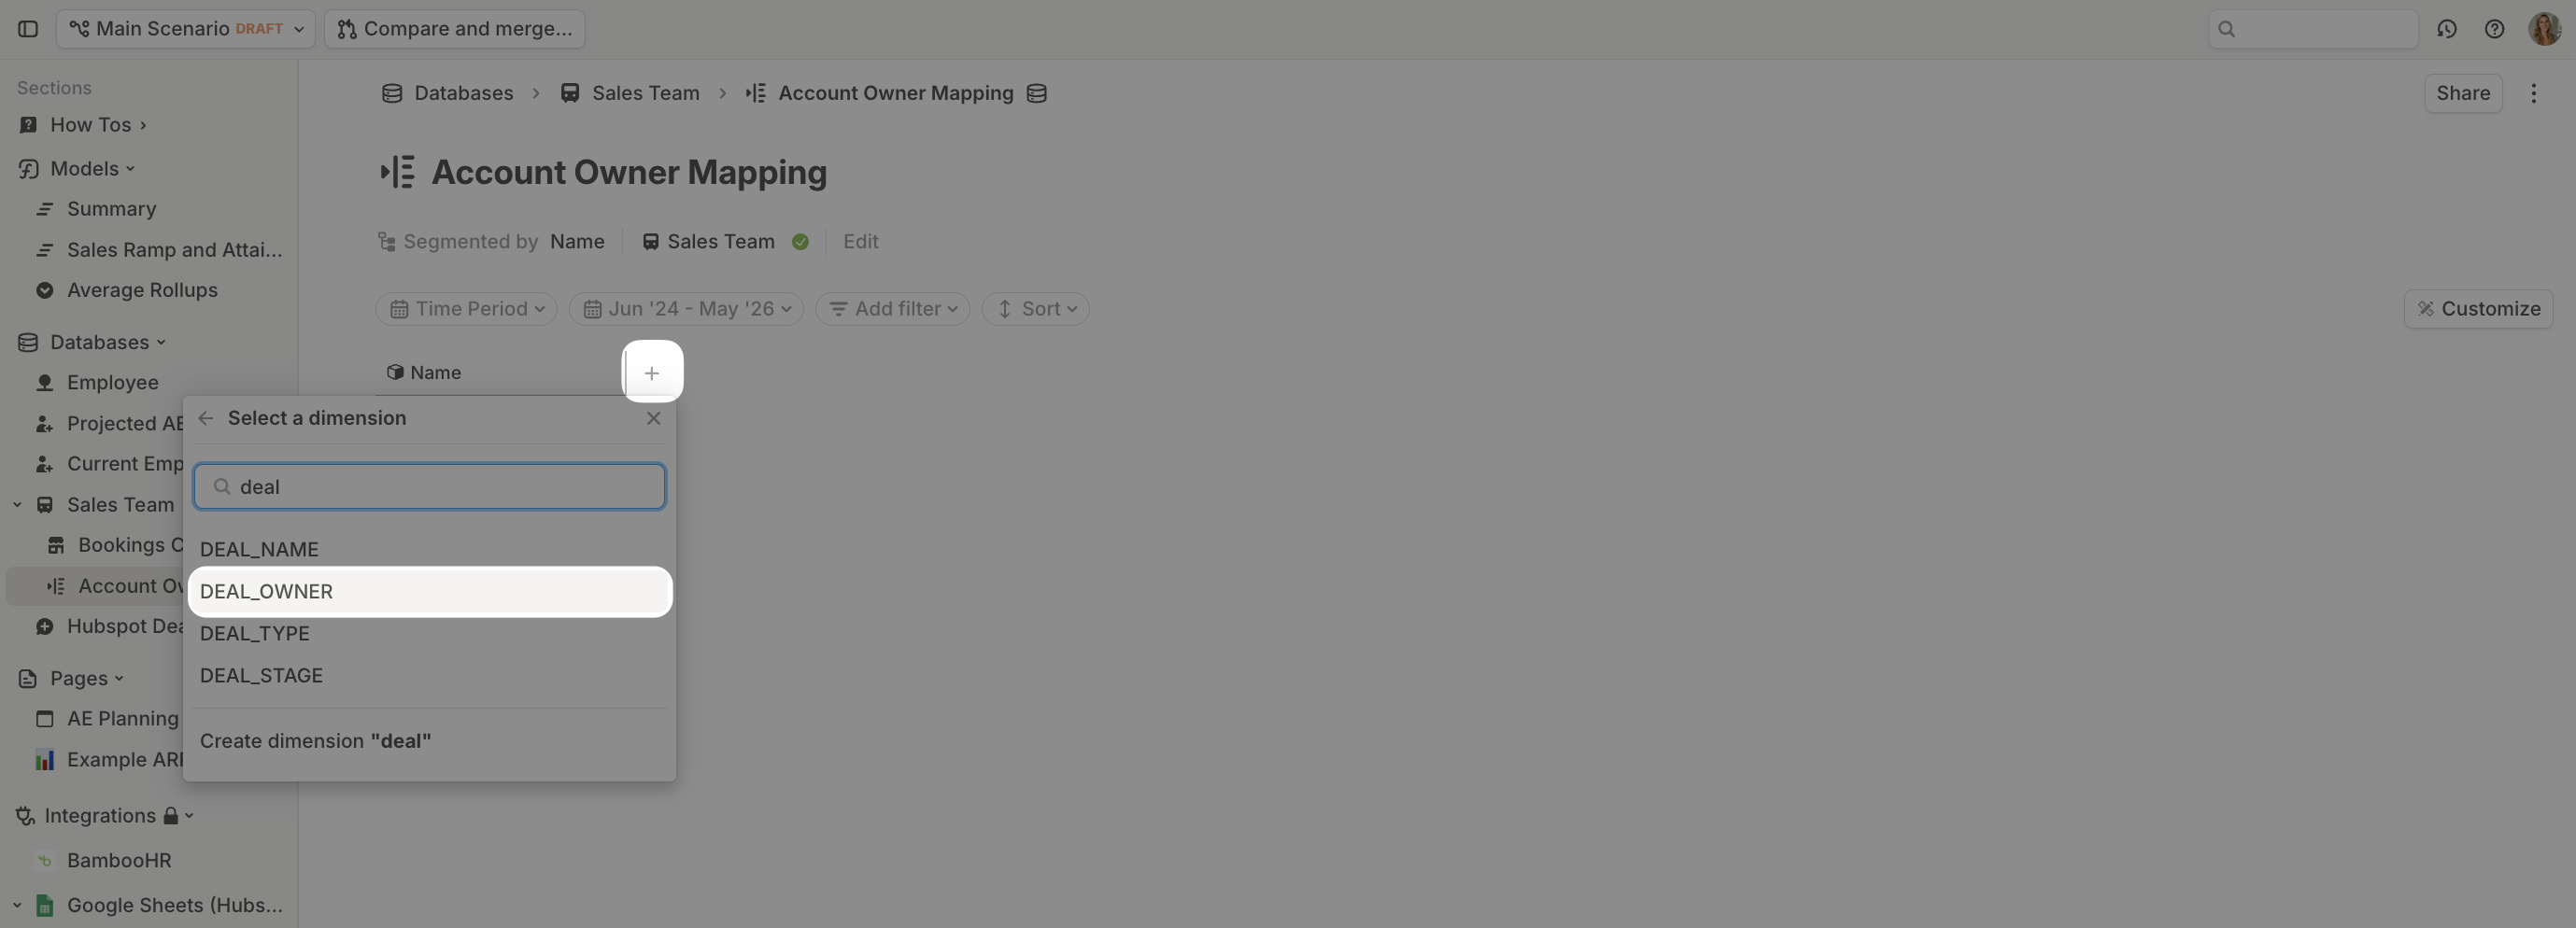 Main Scenario DRAFT
Compare and merge...
Sections
How Tos
Models
Summary
Sales Ramp and Attai...
Average Rollups
Databases
Employee
Projected AE
Current Emp
Sales Team
Bookings C
Account Ow
Hubspot Dea
Pages
AE Planning
Example ARR
Integrations
BambooHR
Google Sheets (Hubs...
Databases > Sales Team > Account Owner Mapping
Share
Account Owner Mapping
Segmented by Name Sales Team Edit
Time Period Jun '24 - May '26 Add filter Sort
Customize
Name
+
Select a dimension
deal
DEAL_NAME
DEAL_OWNER
DEAL_TYPE
DEAL_STAGE
Create dimension "deal"